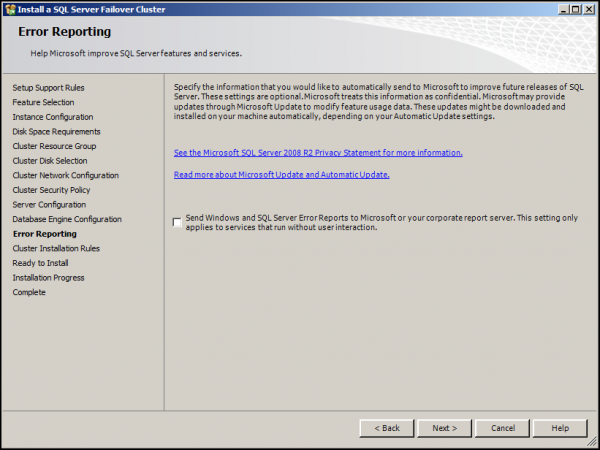 Install a SQL Server Failover Cluster
Error Reporting
Help Microsoft improve SQL Server features and services.
Setup Support Rules
Feature Selection
Instance Configuration
Disk Space Requirements
Cluster Resource Group
Cluster Disk Selection
Cluster Network Configuration
Cluster Security Policy
Server Configuration
Database Engine Configuration
Error Reporting
Cluster Installation Rules
Ready to Install
Installation Progress
Complete
Specify the information that you would like to automatically send to Microsoft to improve future releases of SQL
Server. These settings are optional. Microsoft treats this information as confidential. Microsoft may provide
updates through Microsoft Update to modify feature usage data. These updates might be downloaded and
installed on your machine automatically, depending on your Automatic Update settings.
See the Microsoft SQL Server 2008 R2 Privacy Statement for more information.
Read more about Microsoft Update and Automatic Update.
Send Windows and SQL Server Error Reports to Microsoft or your corporate report server. This setting only
applies to services that run without user interaction.
< Back
Next >
Cancel
Help